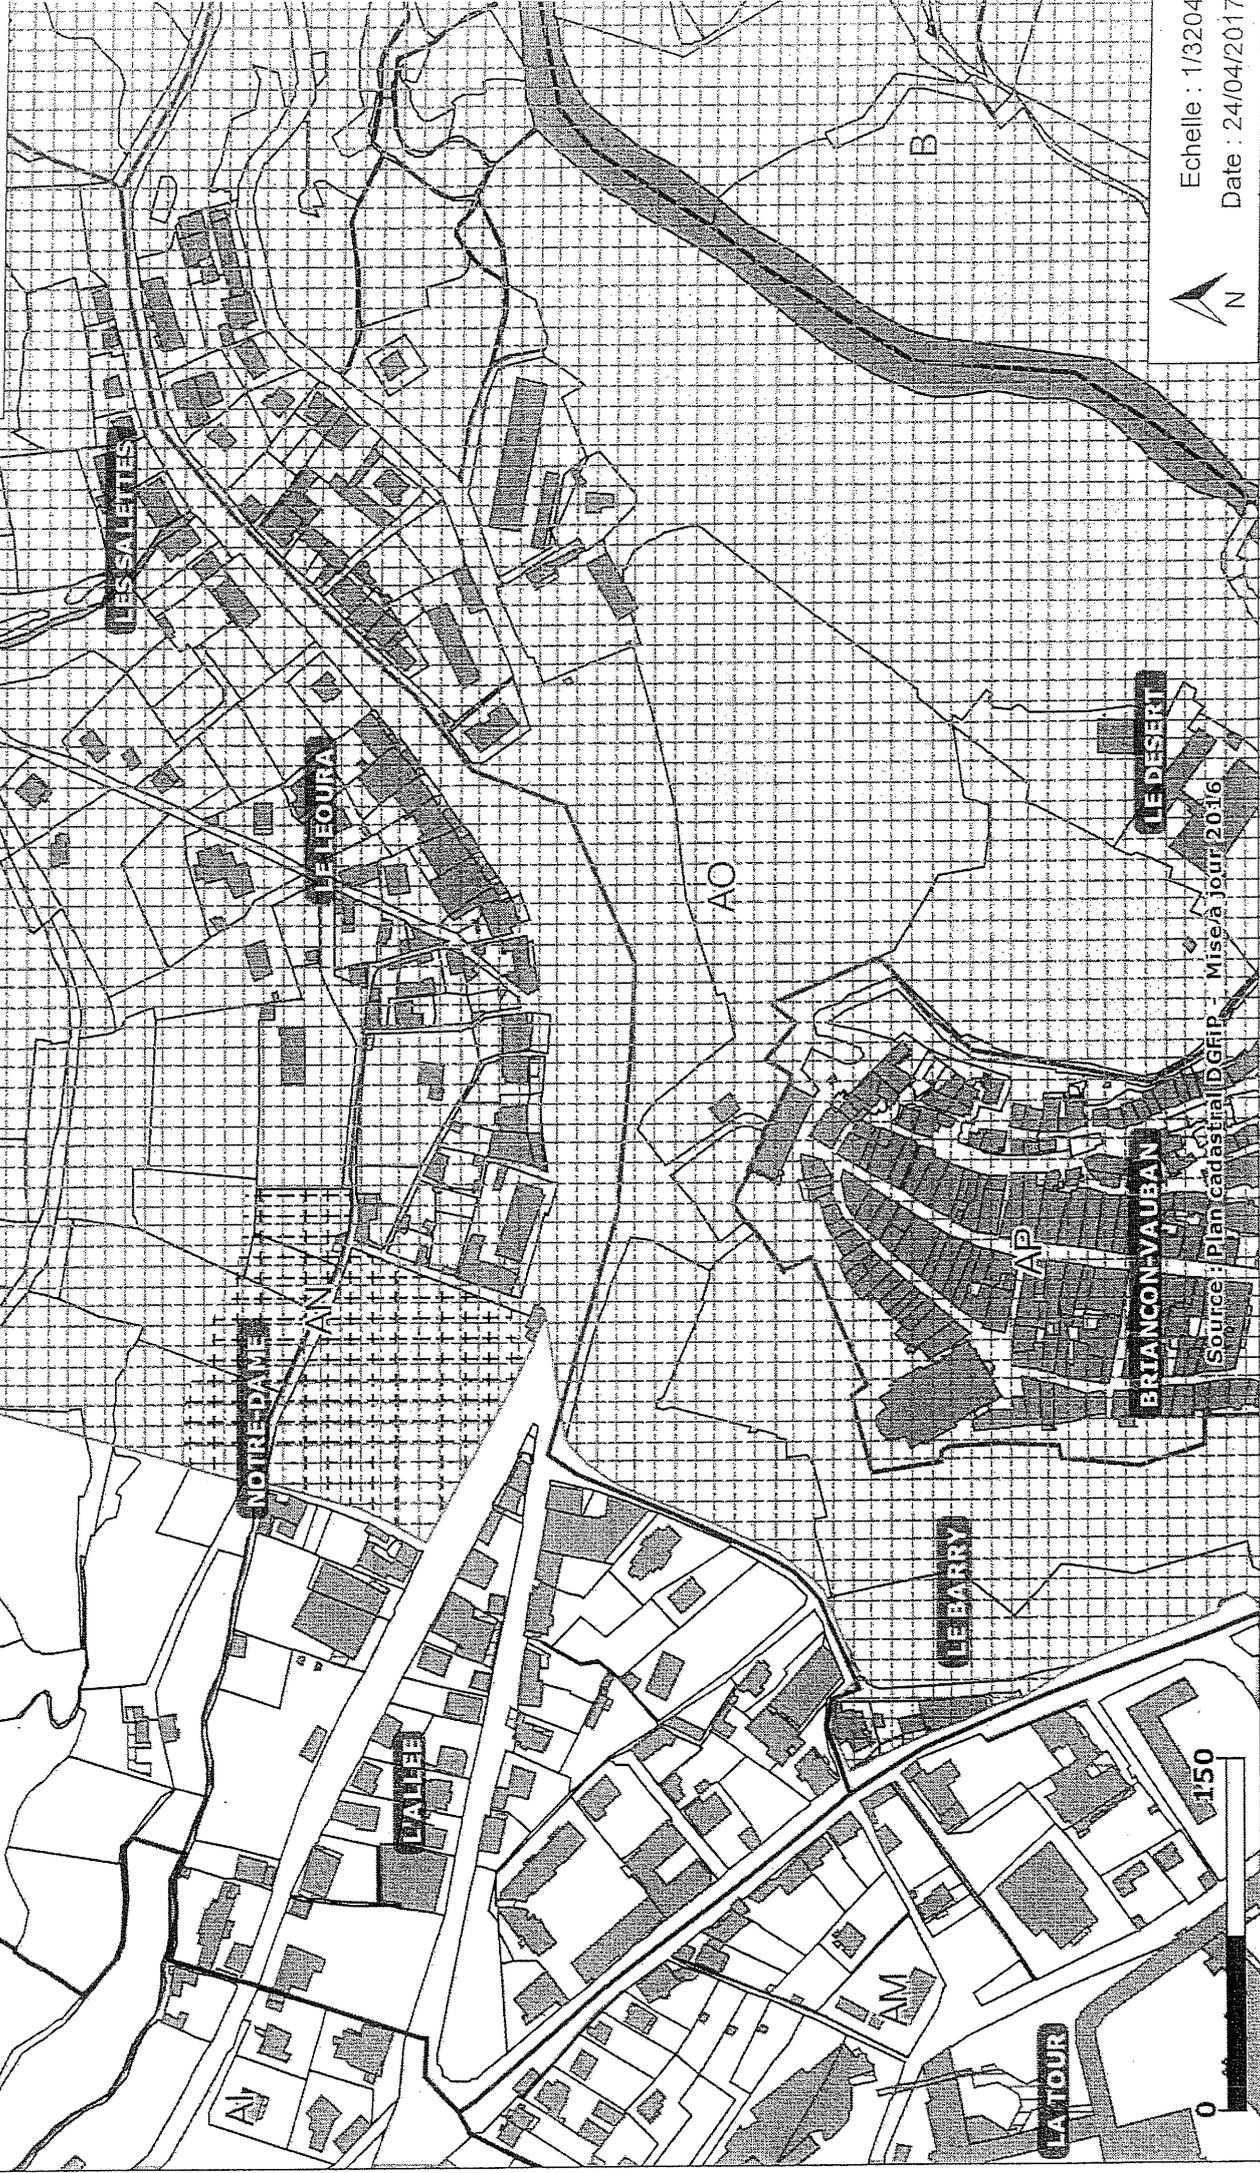 LES SALETTES
LE LEOURA
NOTRE-DAME
AN
L'ALLEE
AI
AO
B
LE DESERT
AP
BRIANCON-VAUBAN
LE BARRY
AM
LA TOUR
Source : Plan cadastral DGFiP - Mise à jour 2016
0 150
N
Echelle : 1/3204
Date : 24/04/2017